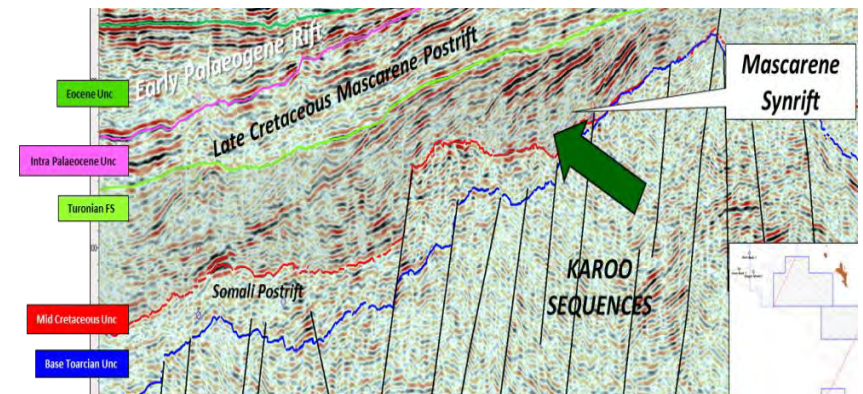 Early Palaeogene Rift
Late Cretaceous Mascarene Postrift
Mascarene
Synrift
Eocene Unc
Intra Palaeocene Unc
Turonian FS
KAROO
SEQUENCES
Somali Postrift
Mid Cretaceous Unc
Base Toarcian Unc